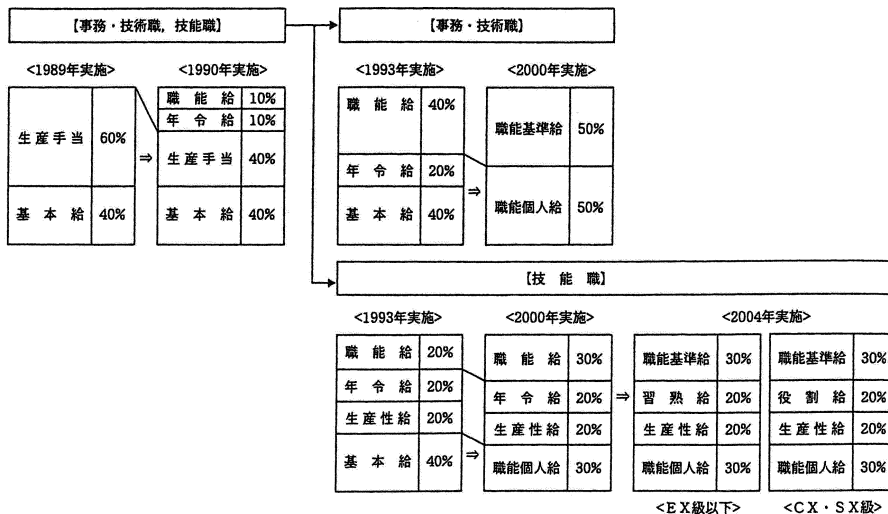 【事務・技術職，技能職】
<1989年実施>
生産手当 60%
基本給 40%
⇒
<1990年実施>
職能給 10%
年令給 10%
生産手当 40%
基本給 40%
【事務・技術職】
<1993年実施>
職能給 40%
年令給 20%
基本給 40%
⇒
<2000年実施>
職能基準給 50%
職能個人給 50%
【技能職】
<1993年実施>
職能給 20%
年令給 20%
生産性給 20%
基本給 40%
⇒
<2000年実施>
職能給 30%
年令給 20%
生産性給 20%
職能個人給 30%
⇒
<2004年実施>
職能基準給 30%
習熟給 20%
生産性給 20%
職能個人給 30%
<EX級以下>
職能基準給 30%
役割給 20%
生産性給 20%
職能個人給 30%
<CX・SX級>